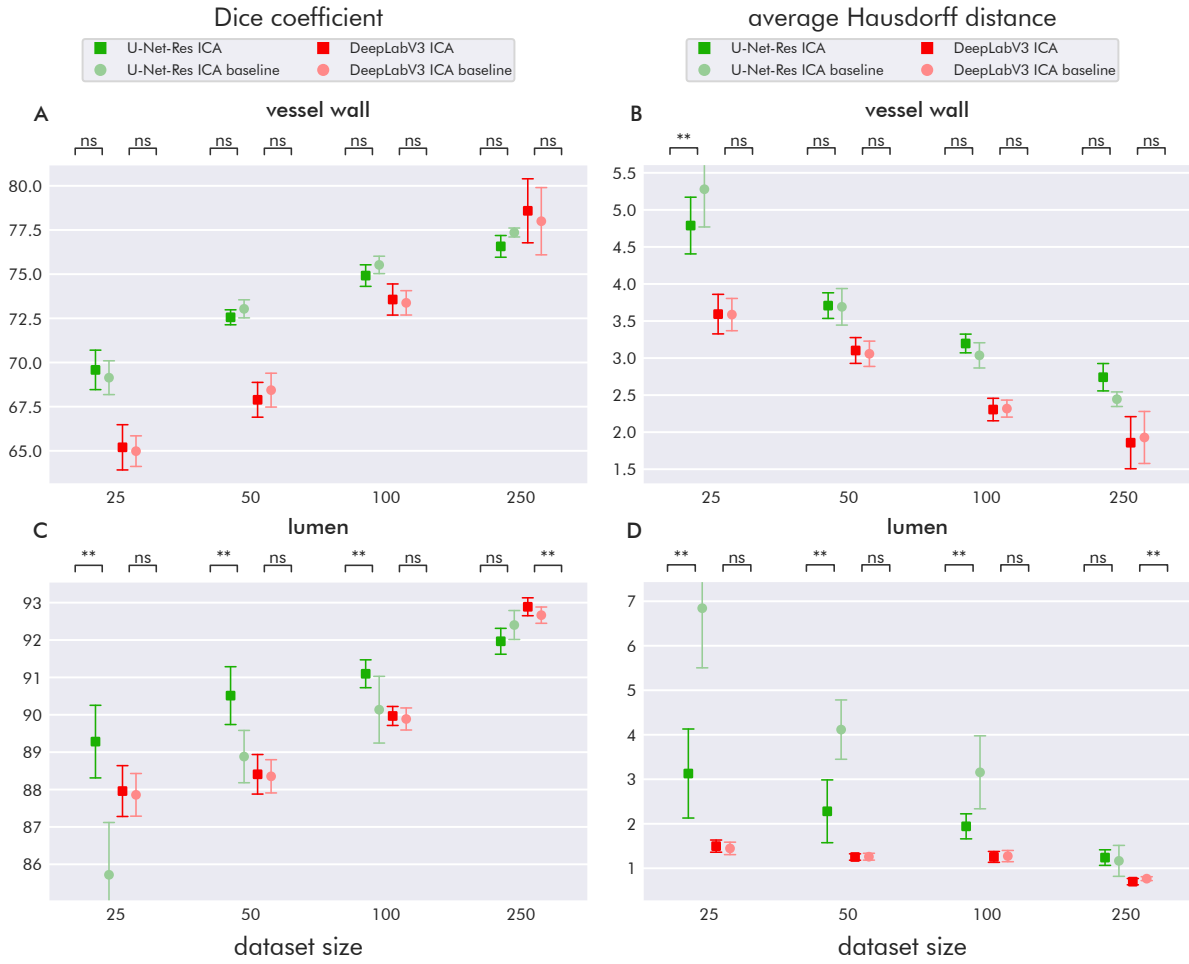 Dice coefficient
average Hausdorff distance
U-Net-Res ICA
DeepLabV3 ICA
U-Net-Res ICA baseline
DeepLabV3 ICA baseline
U-Net-Res ICA
DeepLabV3 ICA
U-Net-Res ICA baseline
DeepLabV3 ICA baseline
A
vessel wall
ns ns ns ns ns ns ns ns
80.0
77.5
75.0
72.5
70.0
67.5
65.0
25 50 100 250
B
vessel wall
** ns ns ns ns ns ns ns
5.5
5.0
4.5
4.0
3.5
3.0
2.5
2.0
1.5
25 50 100 250
C
lumen
** ns ** ns ** ns ns **
93
92
91
90
89
88
87
86
25 50 100 250
dataset size
D
lumen
** ns ** ns ** ns ns **
7
6
5
4
3
2
1
25 50 100 250
dataset size